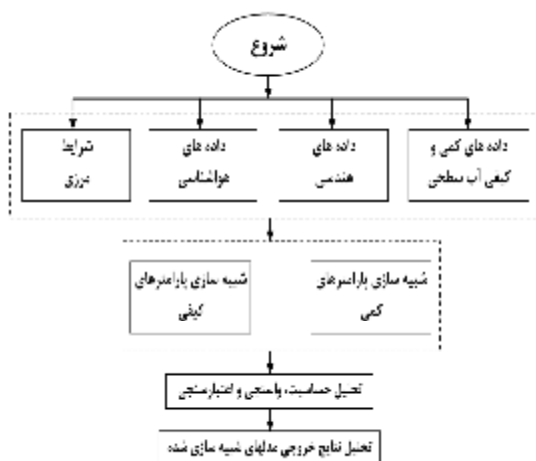 شروع
داده های کمی و
کیفی آب سطحی
داده های
هندسی
داده های
هواشناسی
شرایط
مرزی
شبیه سازی پارامترهای
کمی
شبیه سازی پارامترهای
کیفی
تحلیل حساسیت، واسنجی و اعتبارسنجی
تحلیل نتایج خروجی مدلهای شبیه سازی شده